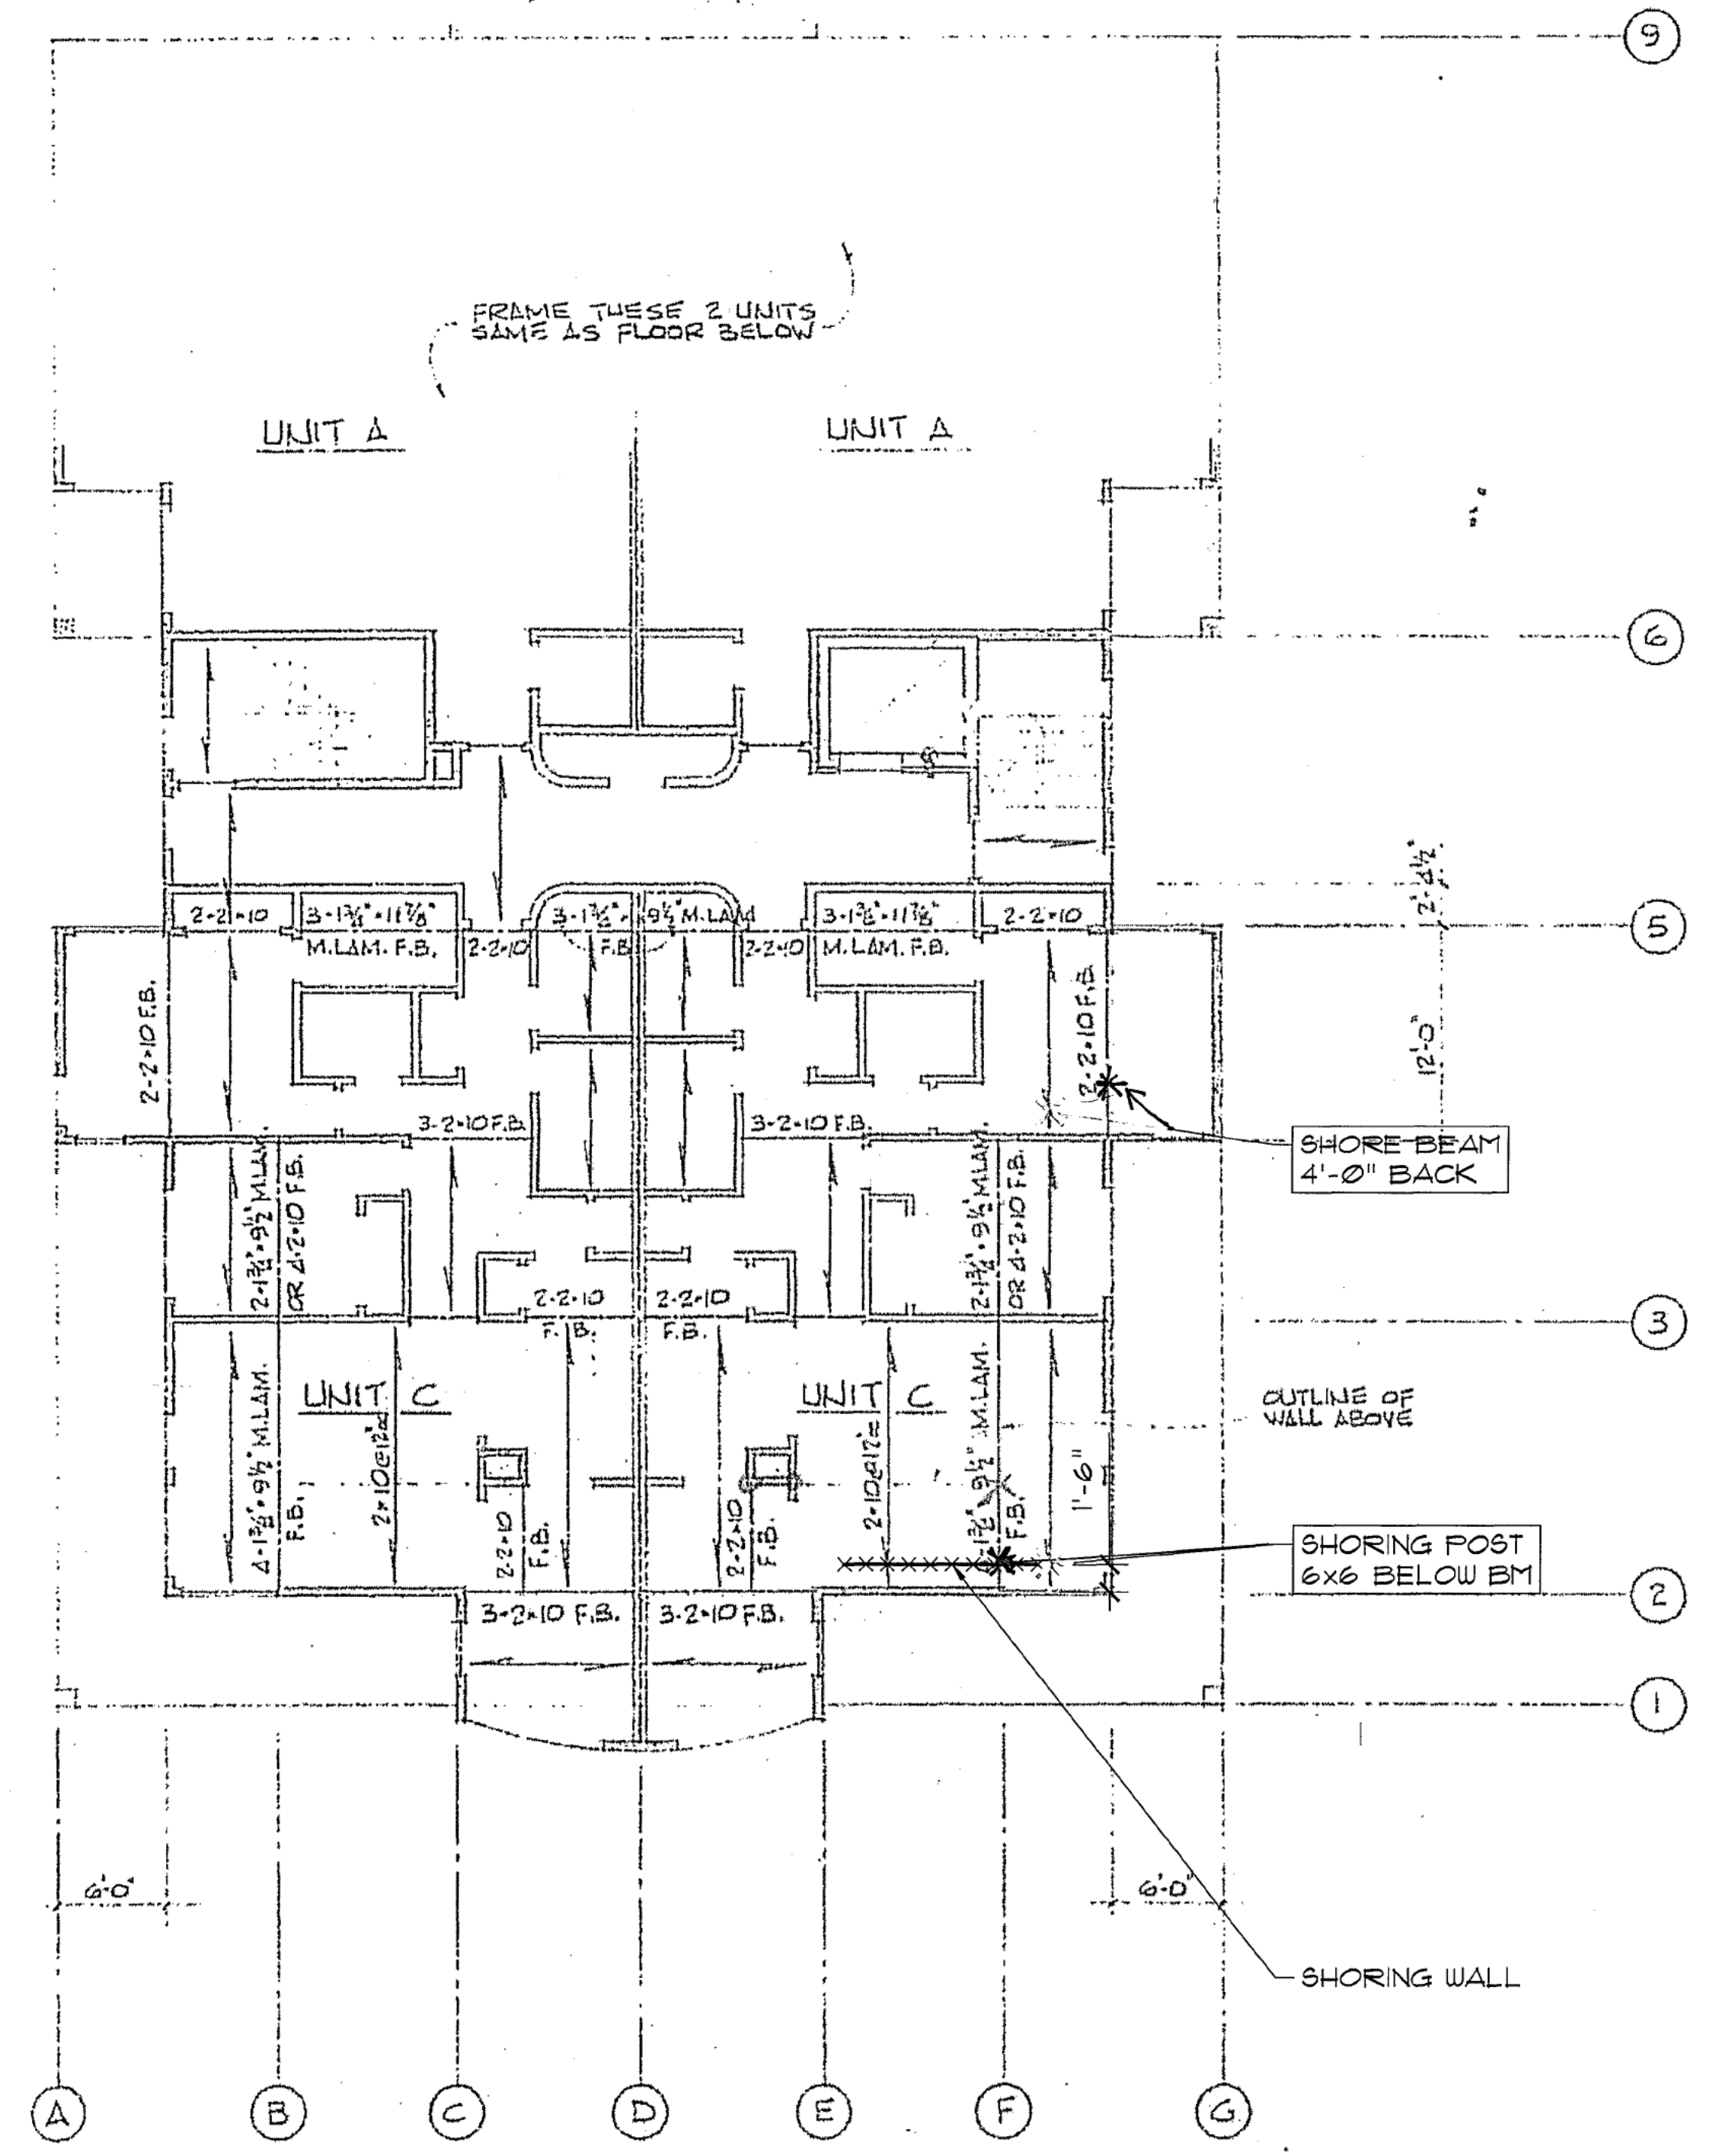 9
FRAME THESE 2 UNITS
SAME AS FLOOR BELOW
UNIT A
UNIT A
6
2'-4½"
2-2×10
3-1¾"×11⅞"
M.LAM. F.B.
2-2×10
3-1¾"× 9½" M.LAM
F.B.
2-2×10
3-1¾"×11⅞"
M.LAM. F.B.
2-2×10
5
2-2×10 F.B.
2-2×10 F.B.
12'-0"
3-2×10 F.B.
3-2×10 F.B.
SHORE BEAM
4'-0" BACK
2-1¾"×9½" M.LAM.
OR 4-2×10 F.B.
2-1¾"×9½" M.LAM.
OR 4-2×10 F.B.
2-2×10
F.B.
2-2×10
F.B.
3
UNIT C
UNIT C
OUTLINE OF
WALL ABOVE
4-1¾"×9½" M.LAM.
F.B.
2×10@12"oc
2-2×10
F.B.
2-2×10
F.B.
2×10@12"oc
1¾"×9½" M.LAM.
F.B.
1'-6"
SHORING POST
6x6 BELOW BM
2
3-2×10 F.B.
3-2×10 F.B.
1
6'-0"
6'-0"
SHORING WALL
A
B
C
D
E
F
G